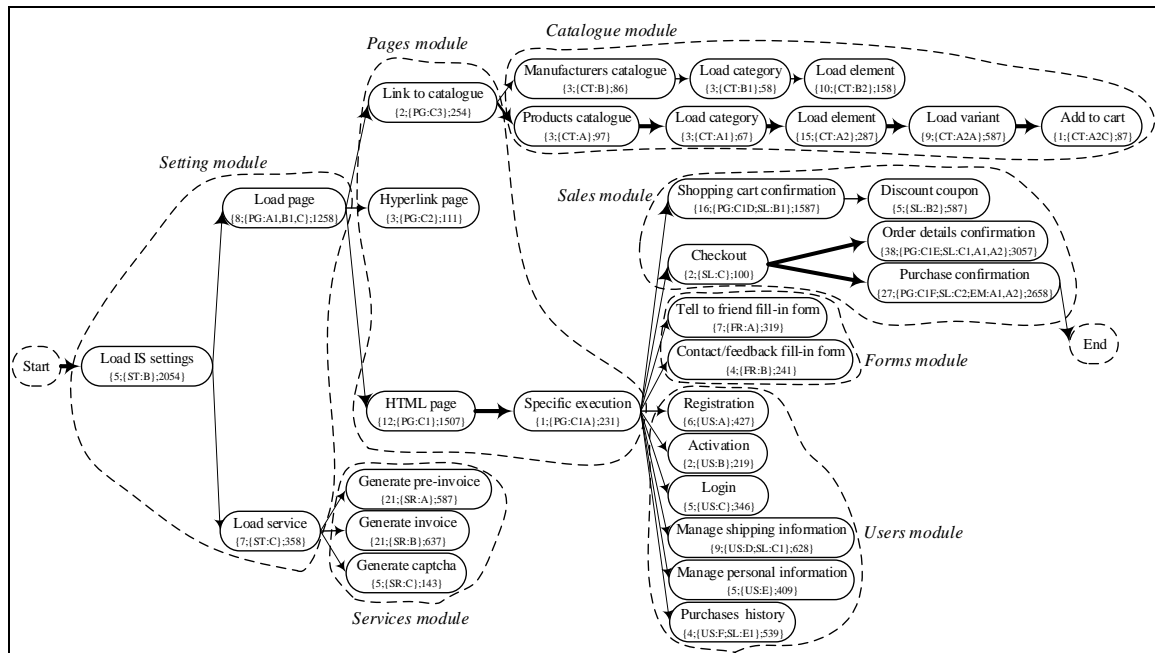 Catalogue module
Pages module
Manufacturers catalogue
{3;{CT:B};86}
Load category
{3;{CT:B1};58}
Load element
{10;{CT:B2};158}
Link to catalogue
{2;{PG:C3};254}
Products catalogue
{3;{CT:A};97}
Load category
{3;{CT:A1};67}
Load element
{15;{CT:A2};287}
Load variant
{9;{CT:A2A};587}
Add to cart
{1;{CT:A2C};87}
Setting module
Sales module
Load page
{8;{PG:A1,B1,C};1258}
Hyperlink page
{3;{PG:C2};111}
Shopping cart confirmation
{16;{PG:C1D;SL:B1};1587}
Discount coupon
{5;{SL:B2};587}
Order details confirmation
{38;{PG:C1E;SL:C1,A1,A2};3057}
Checkout
{2;{SL:C};100}
Purchase confirmation
{27;{PG:C1F;SL:C2;EM:A1,A2};2658}
Tell to friend fill-in form
{7;{FR:A};319}
End
Start
Load IS settings
{5;{ST:B};2054}
Contact/feedback fill-in form
{4;{FR:B};241}
Forms module
HTML page
{12;{PG:C1};1507}
Specific execution
{1;{PG:C1A};231}
Registration
{6;{US:A};427}
Activation
{2;{US:B};219}
Generate pre-invoice
{21;{SR:A};587}
Login
{5;{US:C};346}
Load service
{7;{ST:C};358}
Generate invoice
{21;{SR:B};637}
Manage shipping information
{9;{US:D;SL:C1};628}
Users module
Generate captcha
{5;{SR:C};143}
Manage personal information
{5;{US:E};409}
Services module
Purchases history
{4;{US:F;SL:E1};539}